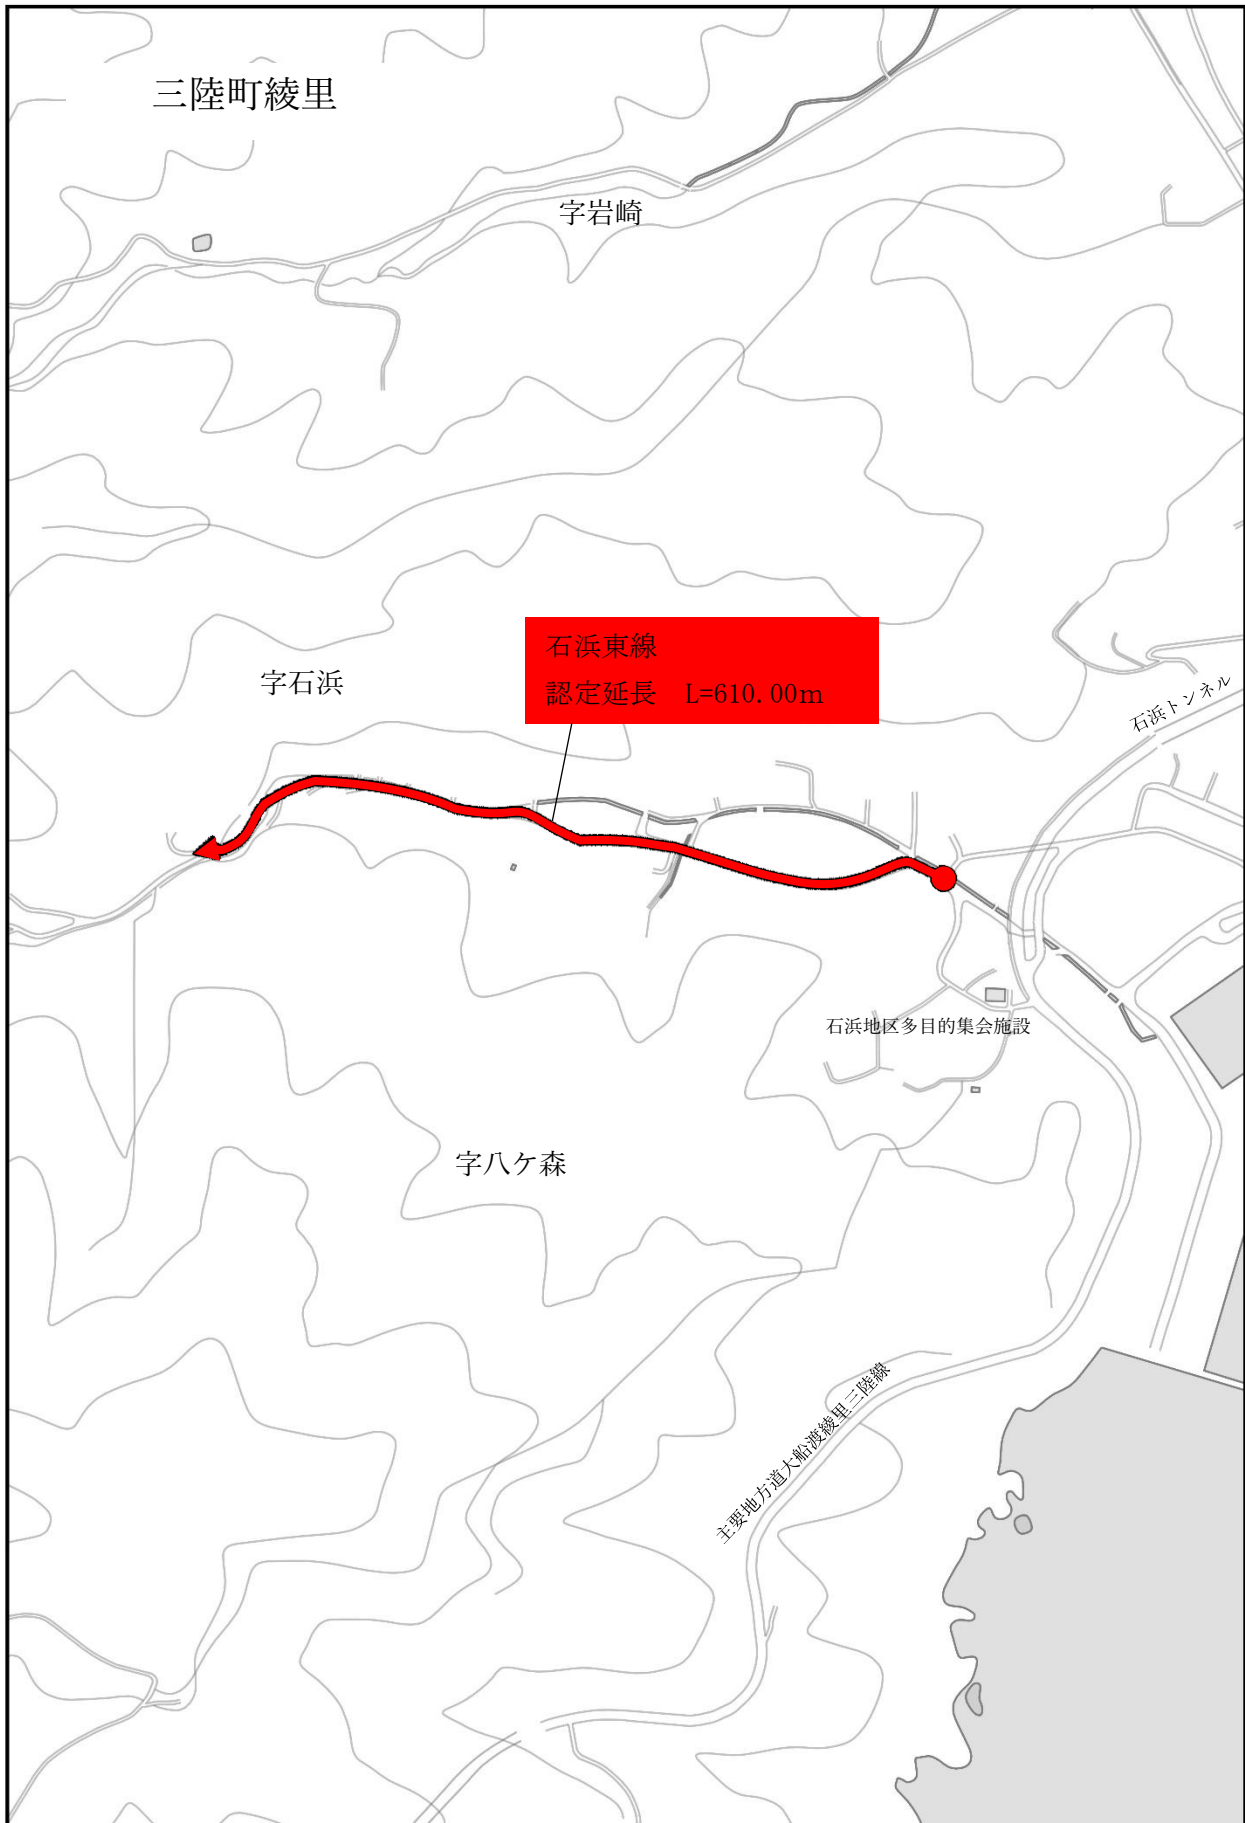 三陸町綾里
字岩崎
石浜東線
認定延長　L=610.00m
字石浜
石浜トンネル
石浜地区多目的集会施設
字八ケ森
主要地方道大船渡綾里三陸線